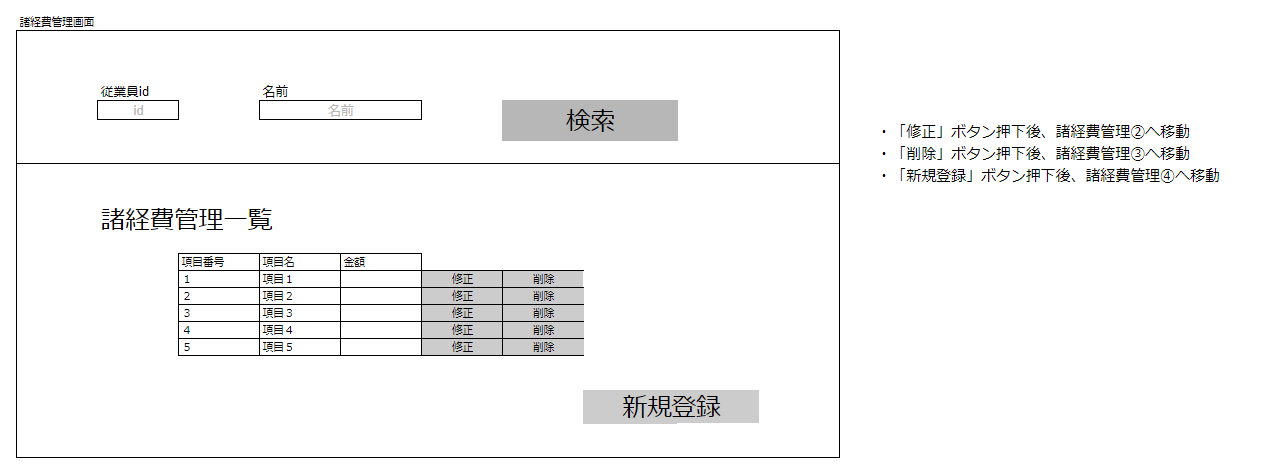 諸経費管理画面
従業員id 名前
id 名前
検索
・「修正」ボタン押下後、諸経費管理②へ移動
・「削除」ボタン押下後、諸経費管理③へ移動
・「新規登録」ボタン押下後、諸経費管理④へ移動
諸経費管理一覧
項目番号 項目名 金額
1 項目1 修正 削除
2 項目2 修正 削除
3 項目3 修正 削除
4 項目4 修正 削除
5 項目5 修正 削除
新規登録